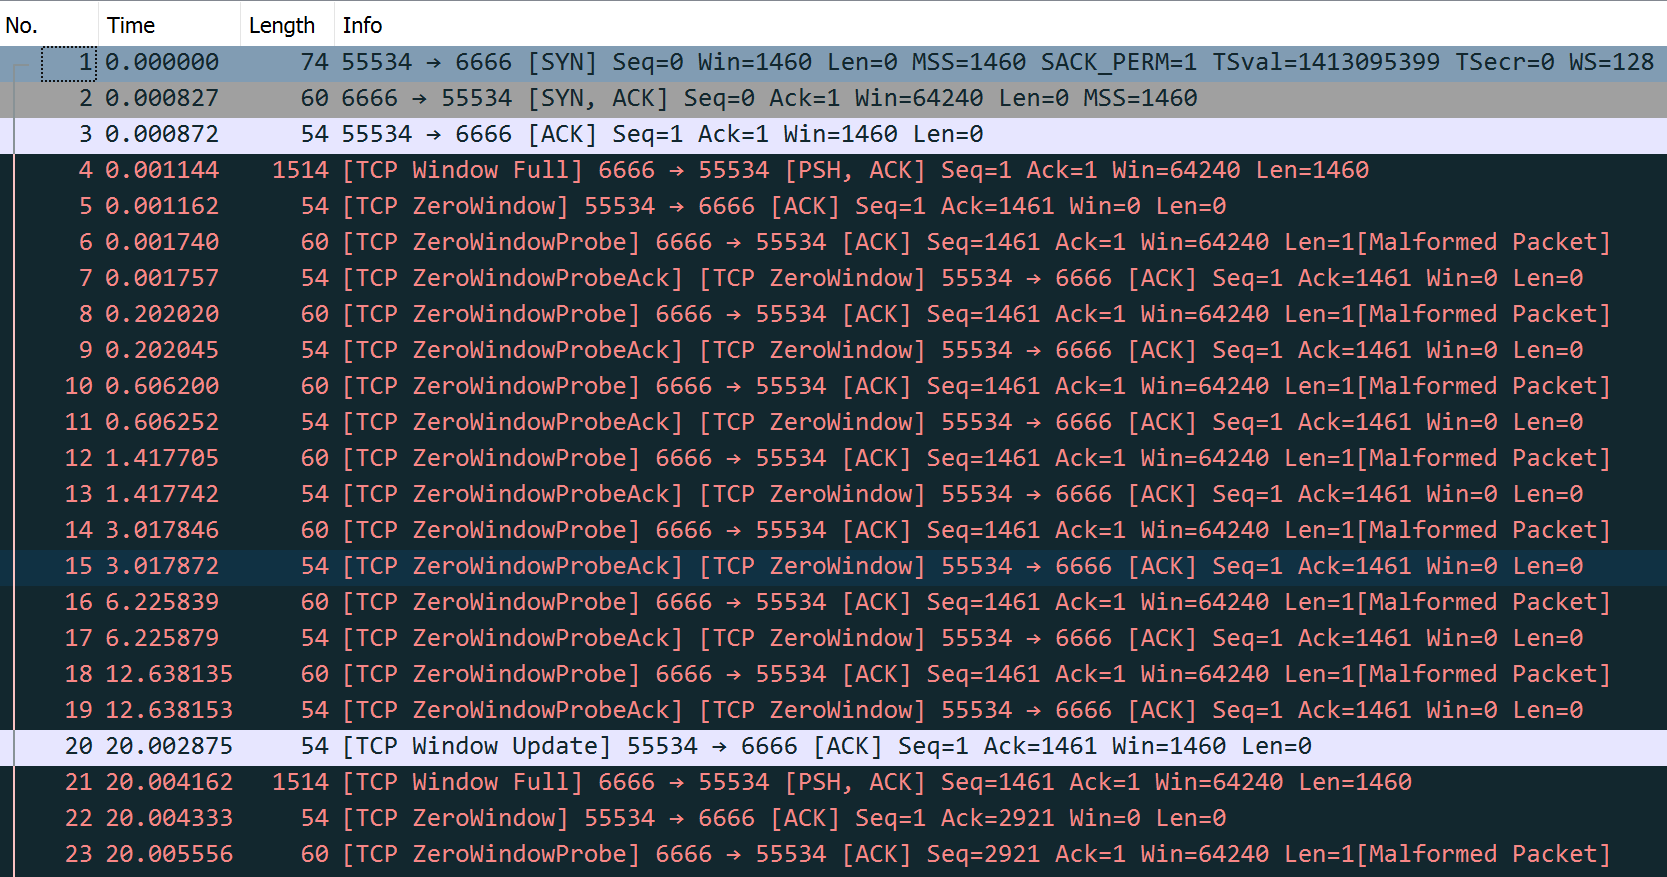 No. Time Length Info
1 0.000000 74 55534 → 6666 [SYN] Seq=0 Win=1460 Len=0 MSS=1460 SACK_PERM=1 TSval=1413095399 TSecr=0 WS=128
2 0.000827 60 6666 → 55534 [SYN, ACK] Seq=0 Ack=1 Win=64240 Len=0 MSS=1460
3 0.000872 54 55534 → 6666 [ACK] Seq=1 Ack=1 Win=1460 Len=0
4 0.001144 1514 [TCP Window Full] 6666 → 55534 [PSH, ACK] Seq=1 Ack=1 Win=64240 Len=1460
5 0.001162 54 [TCP ZeroWindow] 55534 → 6666 [ACK] Seq=1 Ack=1461 Win=0 Len=0
6 0.001740 60 [TCP ZeroWindowProbe] 6666 → 55534 [ACK] Seq=1461 Ack=1 Win=64240 Len=1[Malformed Packet]
7 0.001757 54 [TCP ZeroWindowProbeAck] [TCP ZeroWindow] 55534 → 6666 [ACK] Seq=1 Ack=1461 Win=0 Len=0
8 0.202020 60 [TCP ZeroWindowProbe] 6666 → 55534 [ACK] Seq=1461 Ack=1 Win=64240 Len=1[Malformed Packet]
9 0.202045 54 [TCP ZeroWindowProbeAck] [TCP ZeroWindow] 55534 → 6666 [ACK] Seq=1 Ack=1461 Win=0 Len=0
10 0.606200 60 [TCP ZeroWindowProbe] 6666 → 55534 [ACK] Seq=1461 Ack=1 Win=64240 Len=1[Malformed Packet]
11 0.606252 54 [TCP ZeroWindowProbeAck] [TCP ZeroWindow] 55534 → 6666 [ACK] Seq=1 Ack=1461 Win=0 Len=0
12 1.417705 60 [TCP ZeroWindowProbe] 6666 → 55534 [ACK] Seq=1461 Ack=1 Win=64240 Len=1[Malformed Packet]
13 1.417742 54 [TCP ZeroWindowProbeAck] [TCP ZeroWindow] 55534 → 6666 [ACK] Seq=1 Ack=1461 Win=0 Len=0
14 3.017846 60 [TCP ZeroWindowProbe] 6666 → 55534 [ACK] Seq=1461 Ack=1 Win=64240 Len=1[Malformed Packet]
15 3.017872 54 [TCP ZeroWindowProbeAck] [TCP ZeroWindow] 55534 → 6666 [ACK] Seq=1 Ack=1461 Win=0 Len=0
16 6.225839 60 [TCP ZeroWindowProbe] 6666 → 55534 [ACK] Seq=1461 Ack=1 Win=64240 Len=1[Malformed Packet]
17 6.225879 54 [TCP ZeroWindowProbeAck] [TCP ZeroWindow] 55534 → 6666 [ACK] Seq=1 Ack=1461 Win=0 Len=0
18 12.638135 60 [TCP ZeroWindowProbe] 6666 → 55534 [ACK] Seq=1461 Ack=1 Win=64240 Len=1[Malformed Packet]
19 12.638153 54 [TCP ZeroWindowProbeAck] [TCP ZeroWindow] 55534 → 6666 [ACK] Seq=1 Ack=1461 Win=0 Len=0
20 20.002875 54 [TCP Window Update] 55534 → 6666 [ACK] Seq=1 Ack=1461 Win=1460 Len=0
21 20.004162 1514 [TCP Window Full] 6666 → 55534 [PSH, ACK] Seq=1461 Ack=1 Win=64240 Len=1460
22 20.004333 54 [TCP ZeroWindow] 55534 → 6666 [ACK] Seq=1 Ack=2921 Win=0 Len=0
23 20.005556 60 [TCP ZeroWindowProbe] 6666 → 55534 [ACK] Seq=2921 Ack=1 Win=64240 Len=1[Malformed Packet]